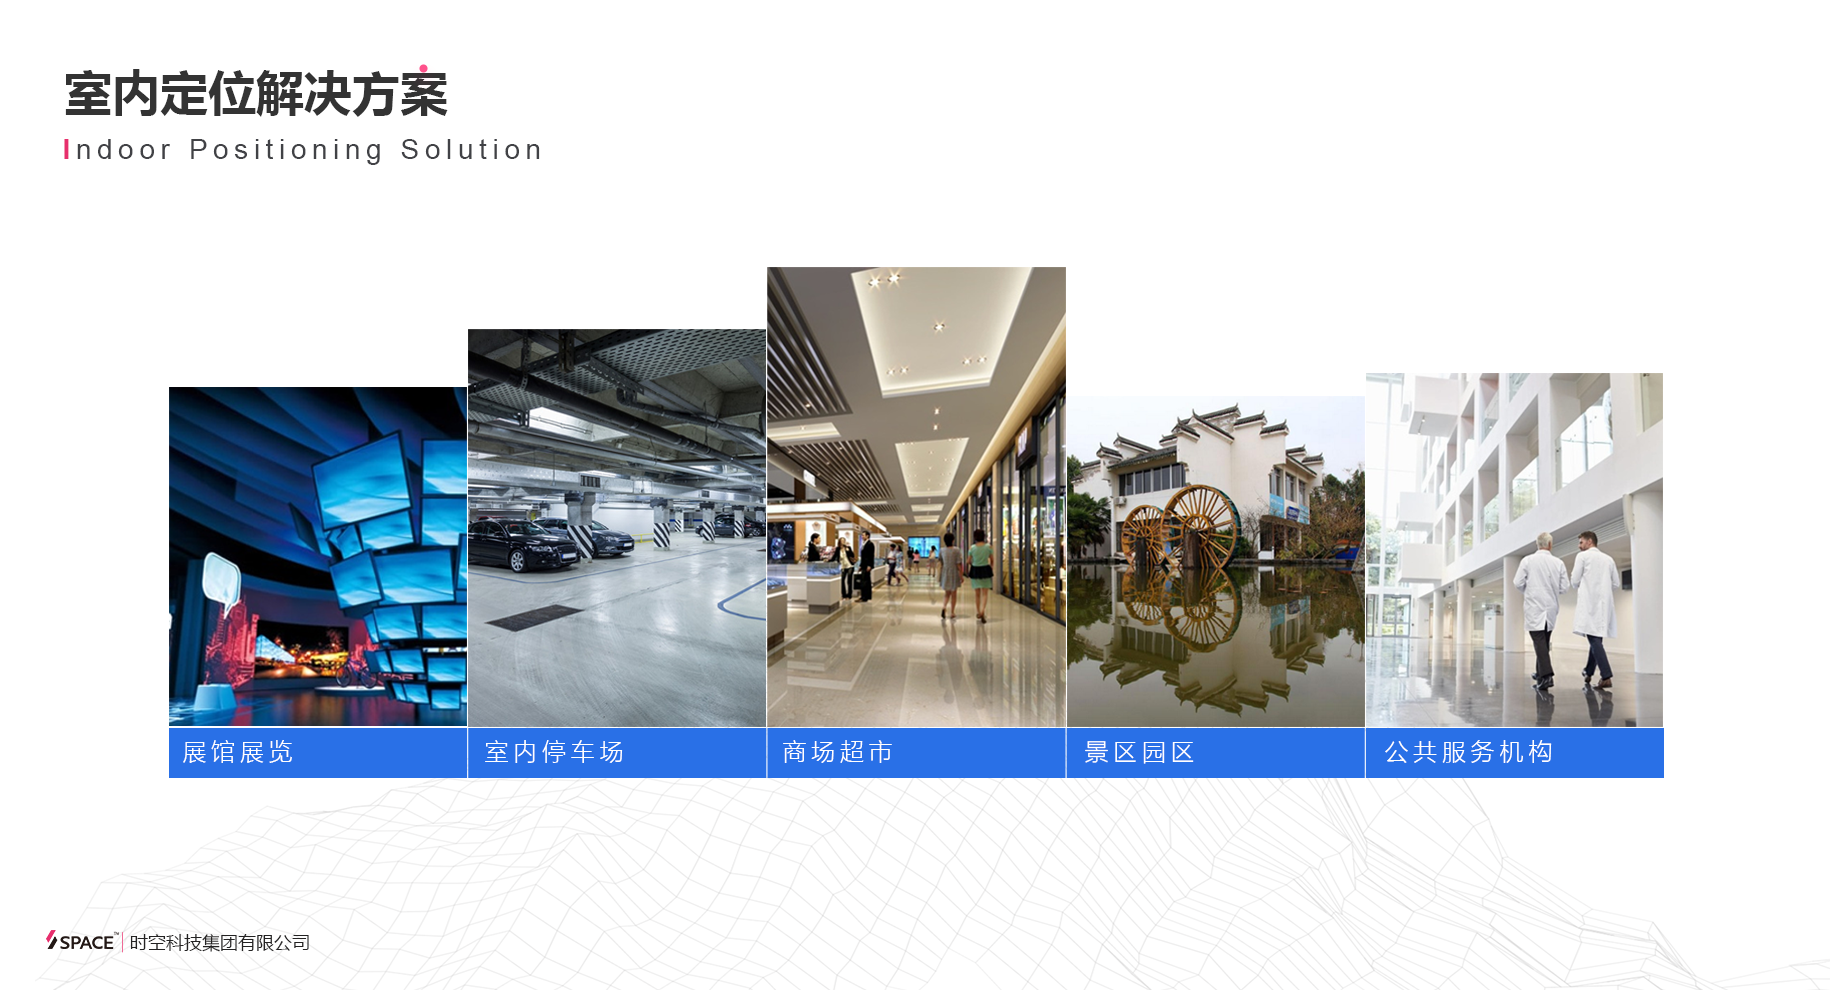 室内定位解决方案
Indoor Positioning Solution
展馆展览
室内停车场
商场超市
景区园区
公共服务机构
SPACE™ 时空科技集团有限公司